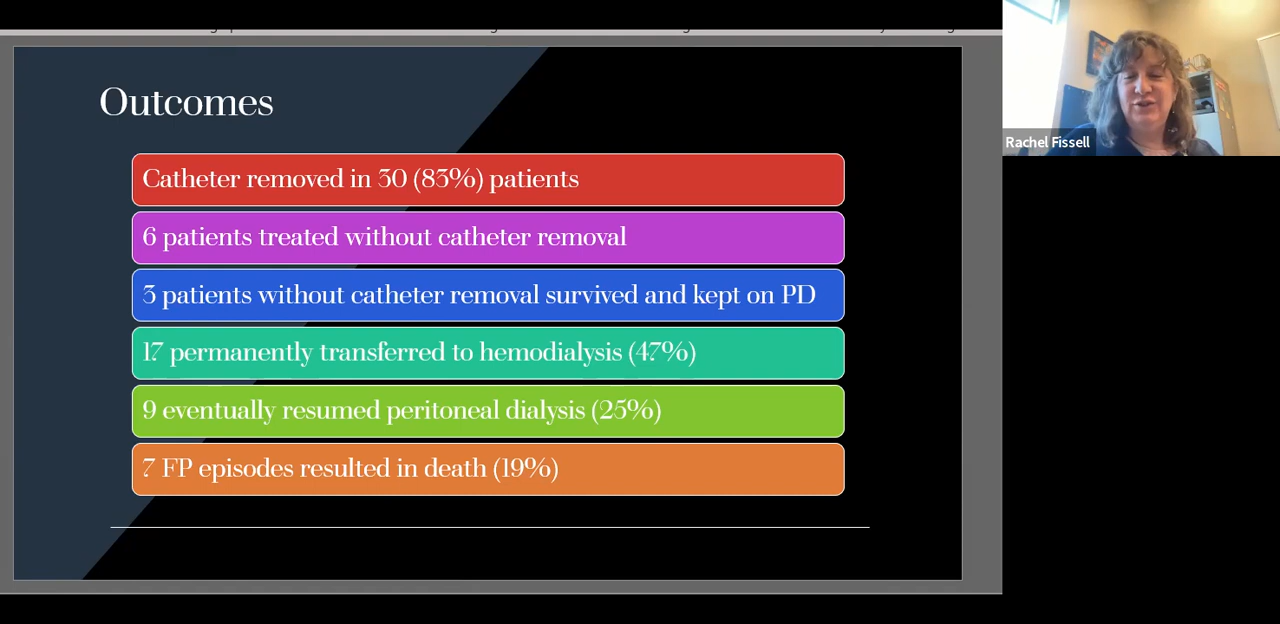 Outcomes
Catheter removed in 30 (83%) patients
6 patients treated without catheter removal
3 patients without catheter removal survived and kept on PD
17 permanently transferred to hemodialysis (47%)
9 eventually resumed peritoneal dialysis (25%)
7 FP episodes resulted in death (19%)
Rachel Fissell